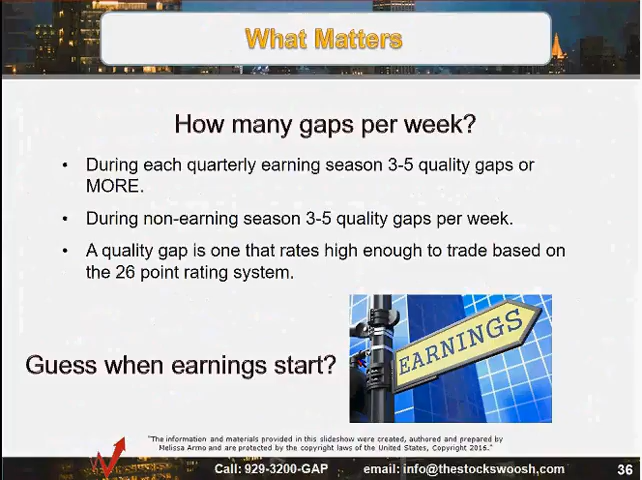 What Matters
How many gaps per week?
• During each quarterly earning season 3-5 quality gaps or
MORE.
• During non-earning season 3-5 quality gaps per week.
• A quality gap is one that rates high enough to trade based on
the 26 point rating system.
EARNINGS
Guess when earnings start?
"The information and materials provided in this slideshow were created, authored and prepared by
Melissa Armo and are protected by the copyright laws of the United States, Copyright 2016."
Call: 929-3200-GAP email: info@thestockswoosh.com 36